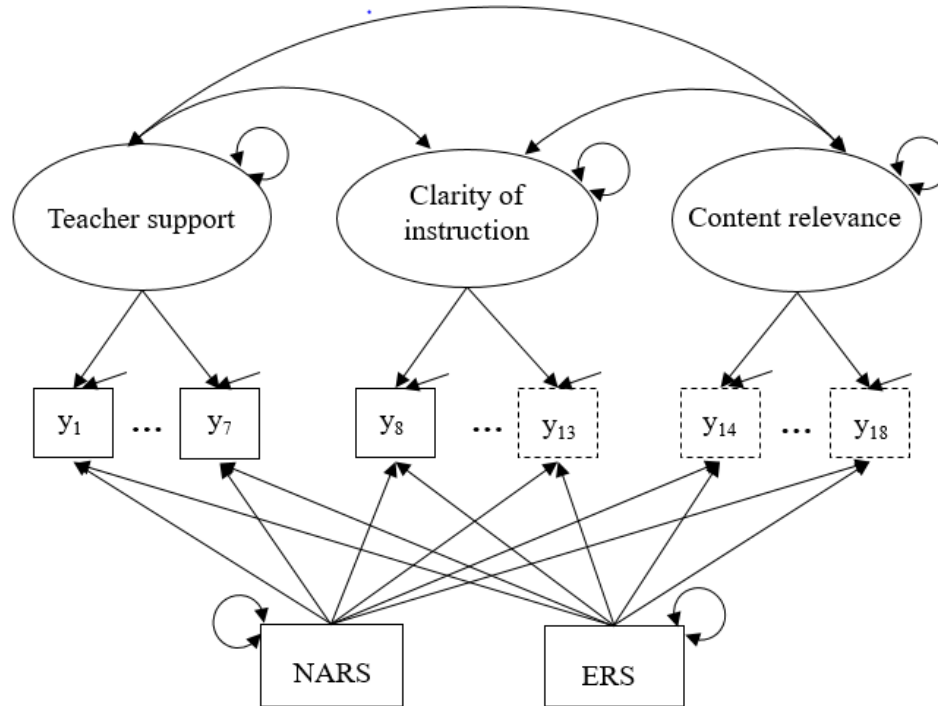 Teacher support
Clarity of
instruction
Content relevance
y₁ ... y₇ y₈ ... y₁₃ y₁₄ ... y₁₈
NARS ERS